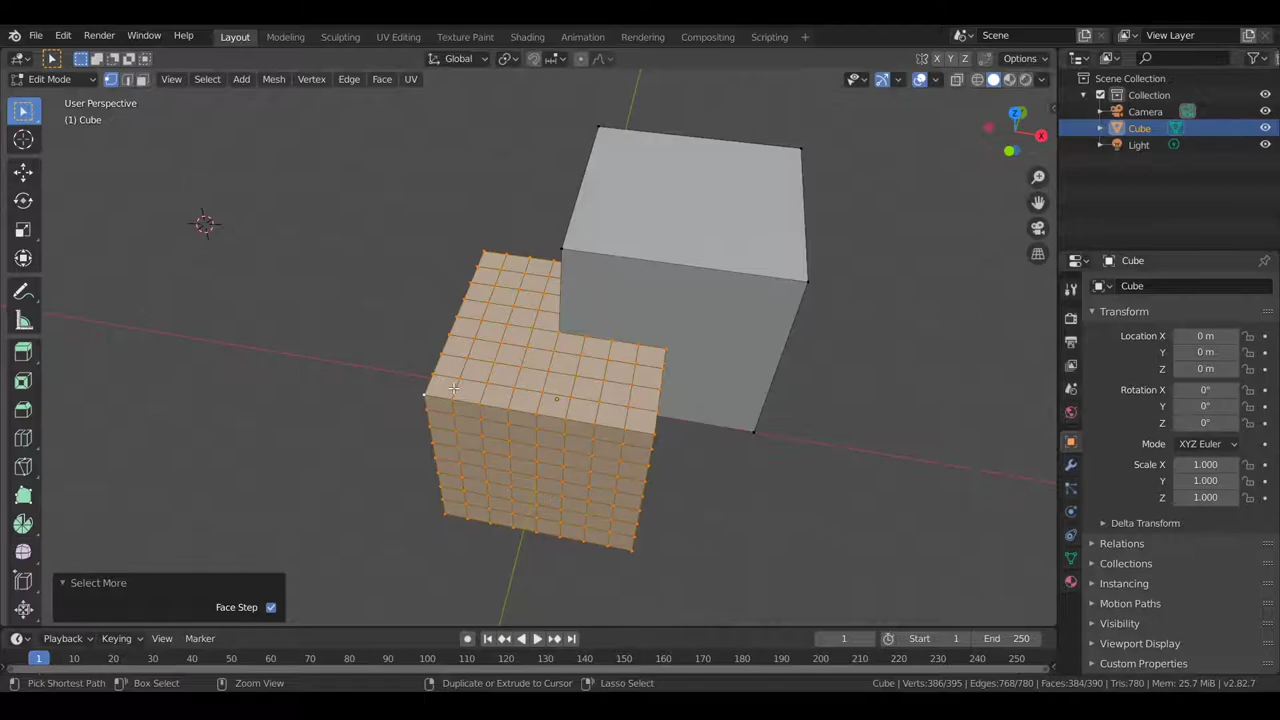 File Edit Render Window Help Layout Modeling Sculpting UV Editing Texture Paint Shading Animation Rendering Compositing Scripting + Scene View Layer
Global X Y Z Options
Edit Mode View Select Add Mesh Vertex Edge Face UV
Scene Collection
Collection
Camera
Cube
Light
User Perspective
(1) Cube
Z
X
Cube
Cube
Transform
Location X 0 m
Y 0 m
Z 0 m
Rotation X 0°
Y 0°
Z 0°
Mode XYZ Euler
Scale X 1.000
Y 1.000
Z 1.000
Delta Transform
Relations
Collections
Instancing
Motion Paths
Visibility
Viewport Display
Custom Properties
Select More
Face Step
Playback Keying View Marker 1 Start 1 End 250
1 10 20 30 40 50 60 70 80 90 100 110 120 130 140 150 160 170 180 190 200 210 220 230 240 250
Pick Shortest Path Box Select Zoom View Duplicate or Extrude to Cursor Lasso Select Cube | Verts:386/395 | Edges:768/780 | Faces:384/390 | Tris:780 | Mem: 25.7 MiB | v2.82.7